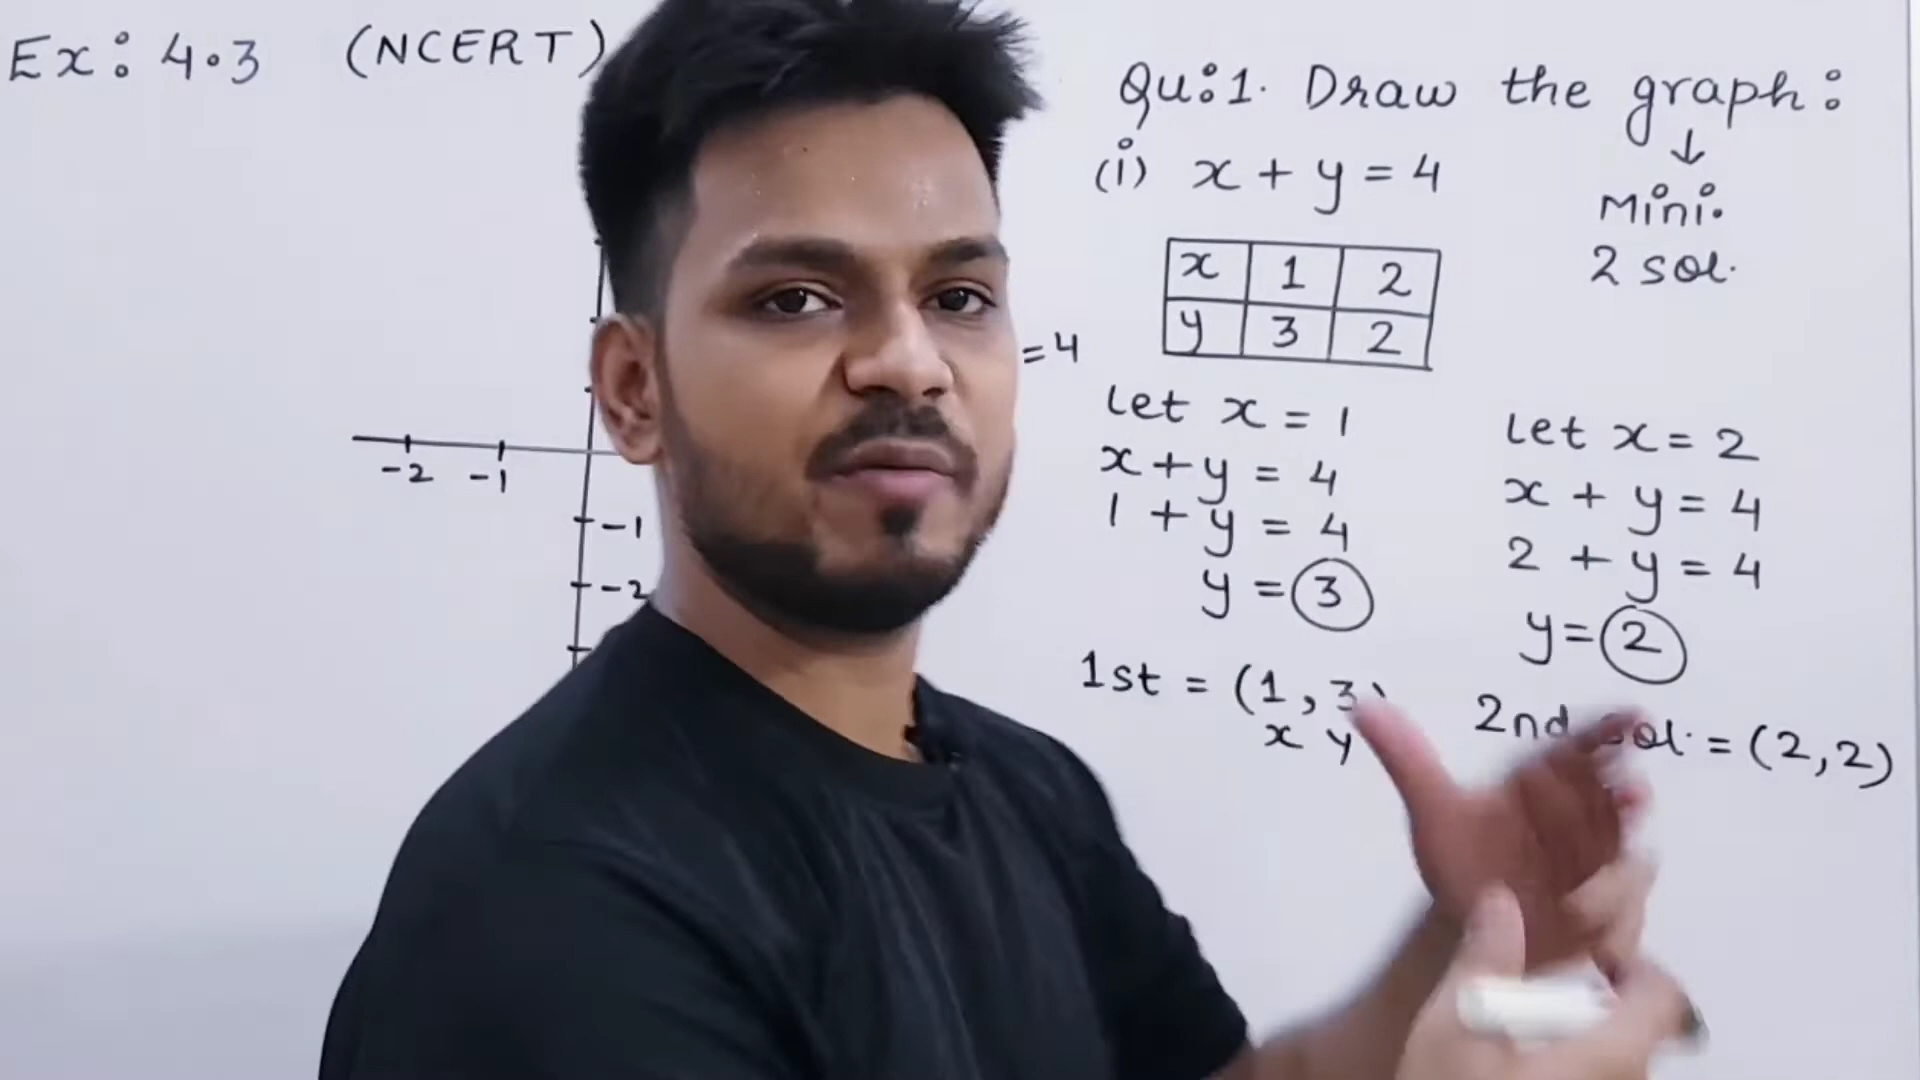 Ex: 4.3 (NCERT)
-2 -1
-1
-2
= 4
Qu:1. Draw the graph:
↓
Mini.
2 sol.
(i) x + y = 4
x 1 2
y 3 2
Let x = 1
x + y = 4
1 + y = 4
y = 3
1st = (1, 3)
x y
Let x = 2
x + y = 4
2 + y = 4
y = 2
2nd sol. = (2,2)